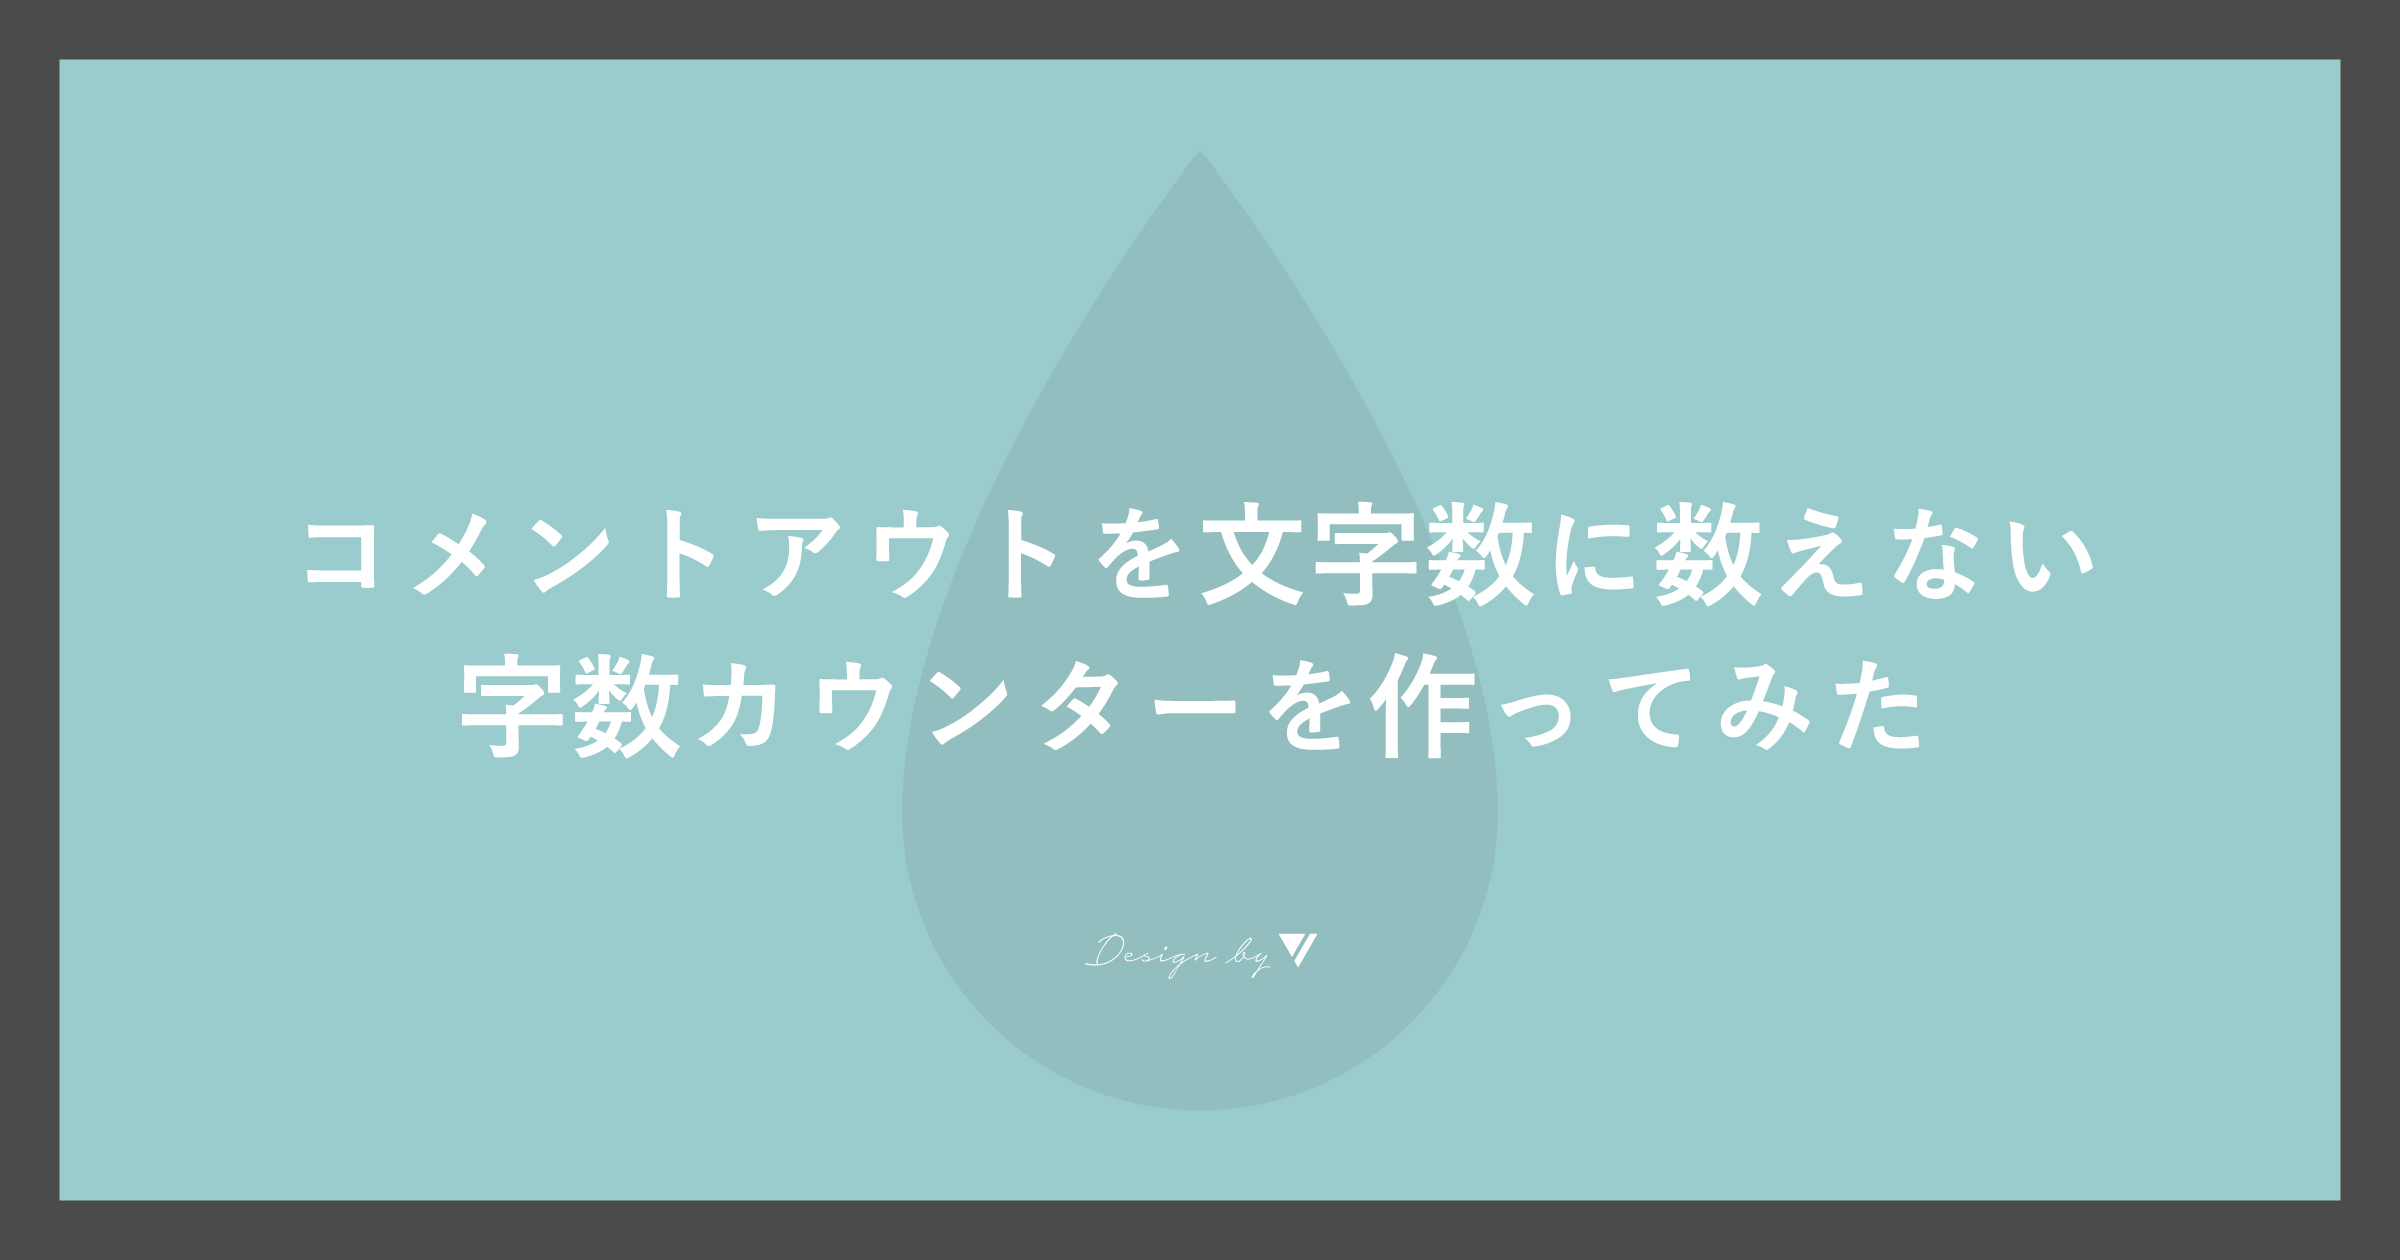 コメントアウトを文字数に数えない
字数カウンターを作ってみた
Design by